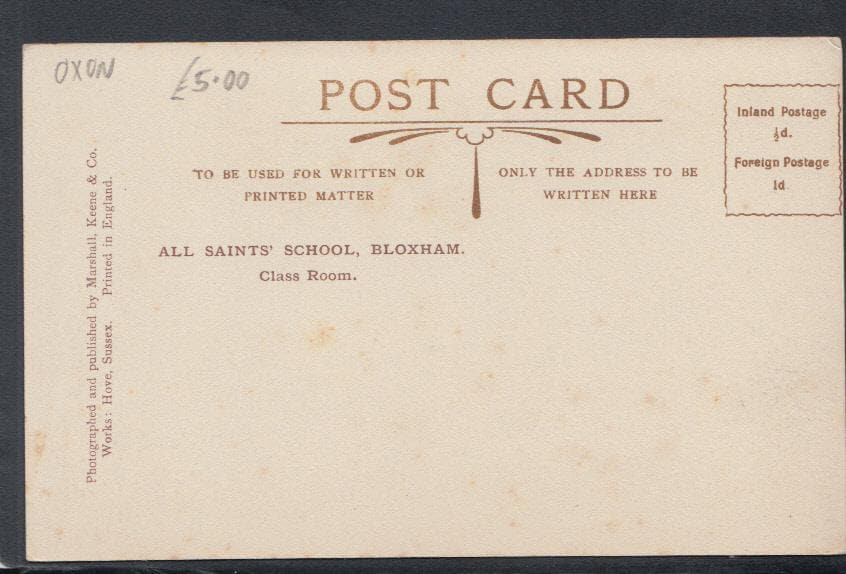 OXON
£5.00
POST CARD
Inland Postage
½d.
Foreign Postage
1d.
TO BE USED FOR WRITTEN OR
PRINTED MATTER
ONLY THE ADDRESS TO BE
WRITTEN HERE
ALL SAINTS' SCHOOL, BLOXHAM.
Class Room.
Photographed and published by Marshall, Keene & Co.
Works: Hove, Sussex. Printed in England.